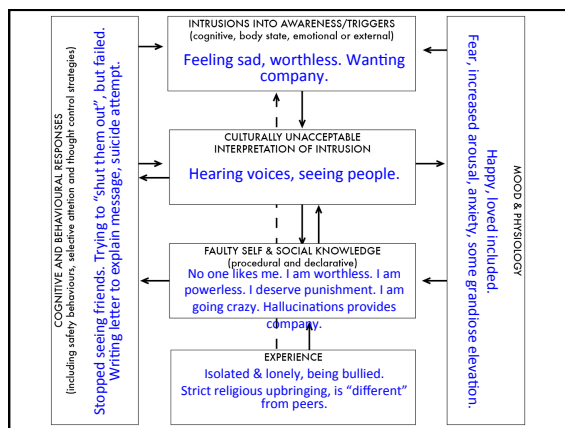 INTRUSIONS INTO AWARENESS/TRIGGERS
(cognitive, body state, emotional or external)
Feeling sad, worthless. Wanting
company.
CULTURALLY UNACCEPTABLE
INTERPRETATION OF INTRUSION
Hearing voices, seeing people.
FAULTY SELF & SOCIAL KNOWLEDGE
(procedural and declarative)
No one likes me. I am worthless. I am
powerless. I deserve punishment. I am
going crazy. Hallucinations provides
company.
EXPERIENCE
Isolated & lonely, being bullied.
Strict religious upbringing, is “different”
from peers.
COGNITIVE AND BEHAVIOURAL RESPONSES
(including safety behaviours, selective attetion and thought control strategies)
Stopped seeing friends. Trying to “shut them out”, but failed.
Writing letter to explain message, suicide attempt.
MOOD & PHYSIOLOGY
Fear, increased arousal, anxiety, some grandiose elevation.
Happy, loved included.